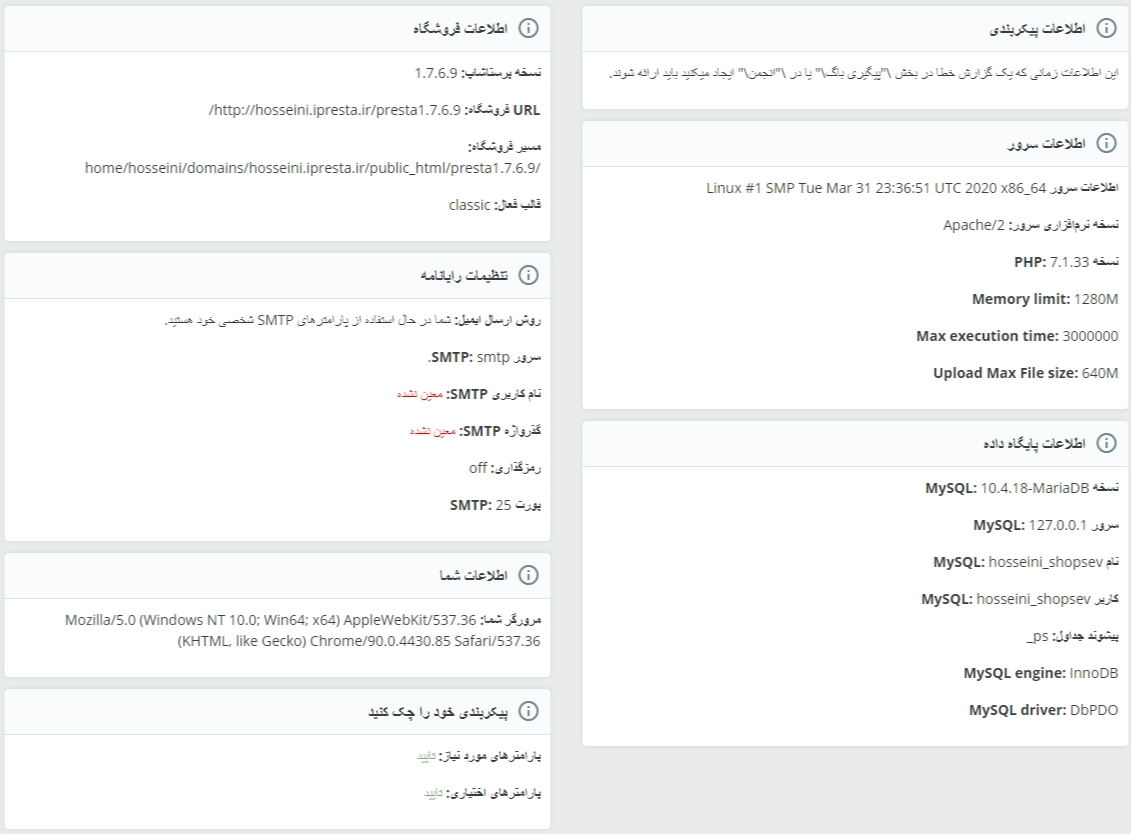 اطلاعات پیکربندی
این اطلاعات زمانی که یک گزارش خطا در بخش \"پیگیری باگ\" یا در \"انجمن\" ایجاد میکنید باید ارائه شوند.
اطلاعات سرور
اطلاعات سرور Linux #1 SMP Tue Mar 31 23:36:51 UTC 2020 x86_64
نسخه نرم‌افزاری سرور: Apache/2
نسخه PHP: 7.1.33
Memory limit: 1280M
Max execution time: 3000000
Upload Max File size: 640M
اطلاعات پایگاه داده
نسخه MySQL: 10.4.18-MariaDB
سرور MySQL: 127.0.0.1
نام MySQL: hosseini_shopsev
کاربر MySQL: hosseini_shopsev
پیشوند جداول: ps_
MySQL engine: InnoDB
MySQL driver: DbPDO
اطلاعات فروشگاه
نسخه پرستاشاپ: 1.7.6.9
URL فروشگاه: http://hosseini.ipresta.ir/presta1.7.6.9/
مسیر فروشگاه:
/home/hosseini/domains/hosseini.ipresta.ir/public_html/presta1.7.6.9
قالب فعال: classic
تنظیمات رایانامه
روش ارسال ایمیل: شما در حال استفاده از پارامترهای SMTP شخصی خود هستید.
سرور SMTP: smtp.
نام کاربری SMTP: معین نشده
گذرواژه SMTP: معین نشده
رمزگذاری: off
پورت SMTP: 25
اطلاعات شما
مرورگر شما: Mozilla/5.0 (Windows NT 10.0; Win64; x64) AppleWebKit/537.36
(KHTML, like Gecko) Chrome/90.0.4430.85 Safari/537.36
پیکربندی خود را چک کنید
پارامترهای مورد نیاز: تایید
پارامترهای اختیاری: تایید